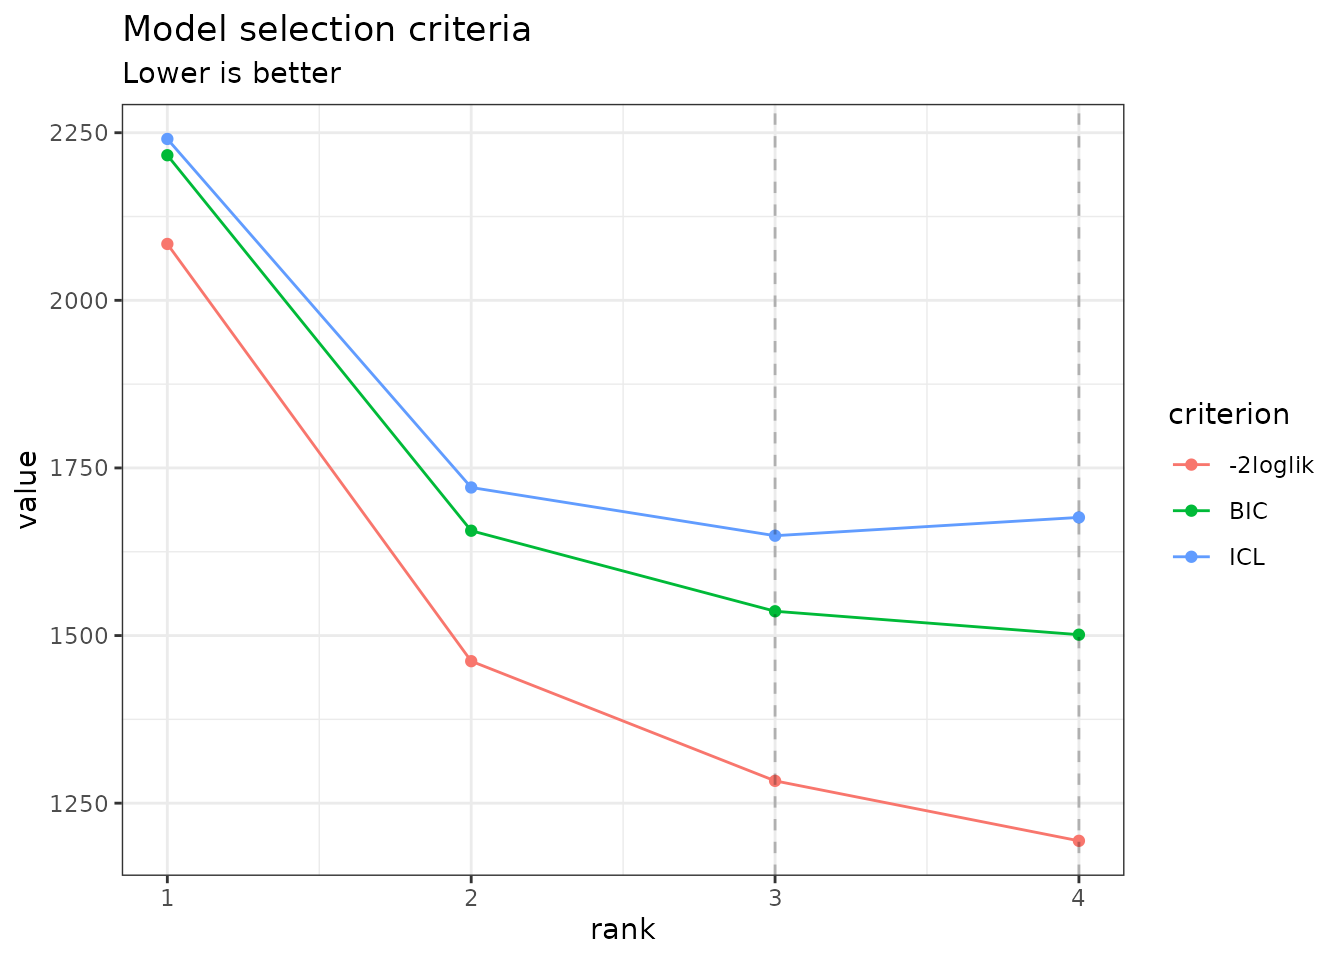 Model selection criteria
Lower is better
2250
2000
1750
1500
1250
value
1
2
3
4
rank
criterion
-2loglik
BIC
ICL